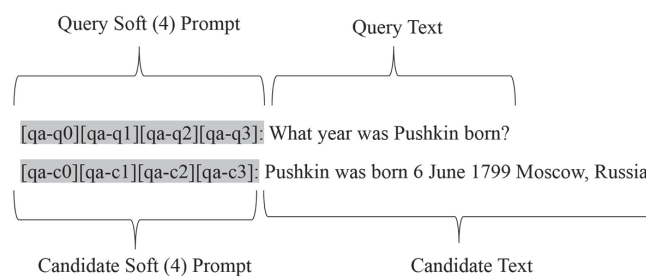 Query Soft (4) Prompt Query Text
[qa-q0][qa-q1][qa-q2][qa-q3]: What year was Pushkin born?
[qa-c0][qa-c1][qa-c2][qa-c3]: Pushkin was born 6 June 1799 Moscow, Russia
Candidate Soft (4) Prompt Candidate Text